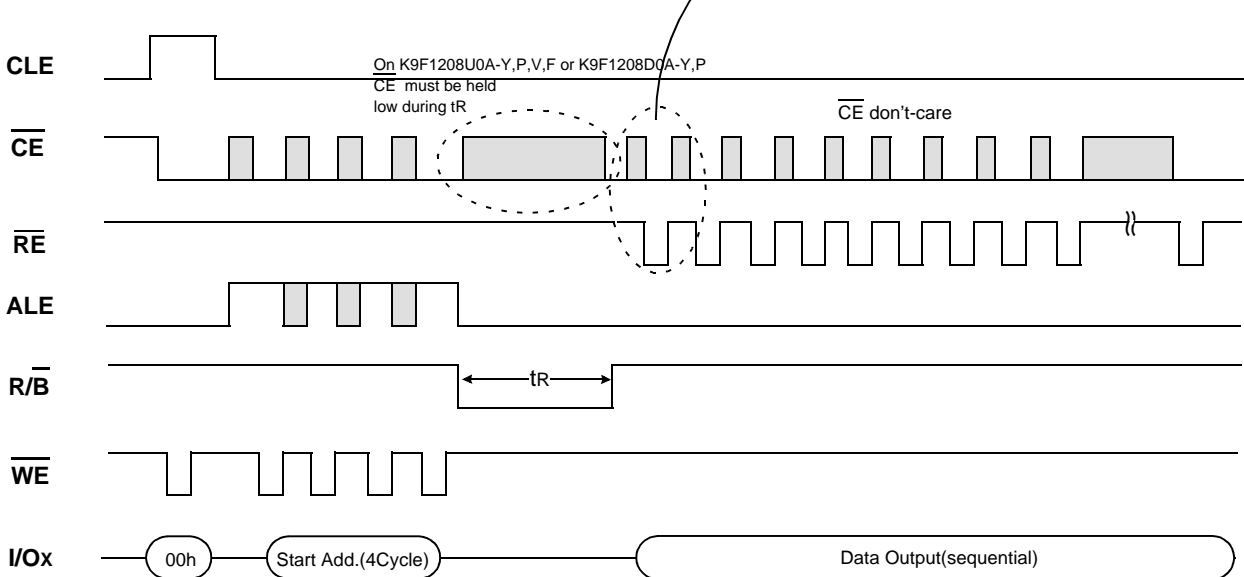 CLE
On K9F1208U0A-Y,P,V,F or K9F1208D0A-Y,P
CE must be held
low during tR
CE don't-care
CE
RE
ALE
R/B
tR
WE
I/Ox
00h
Start Add.(4Cycle)
Data Output(sequential)